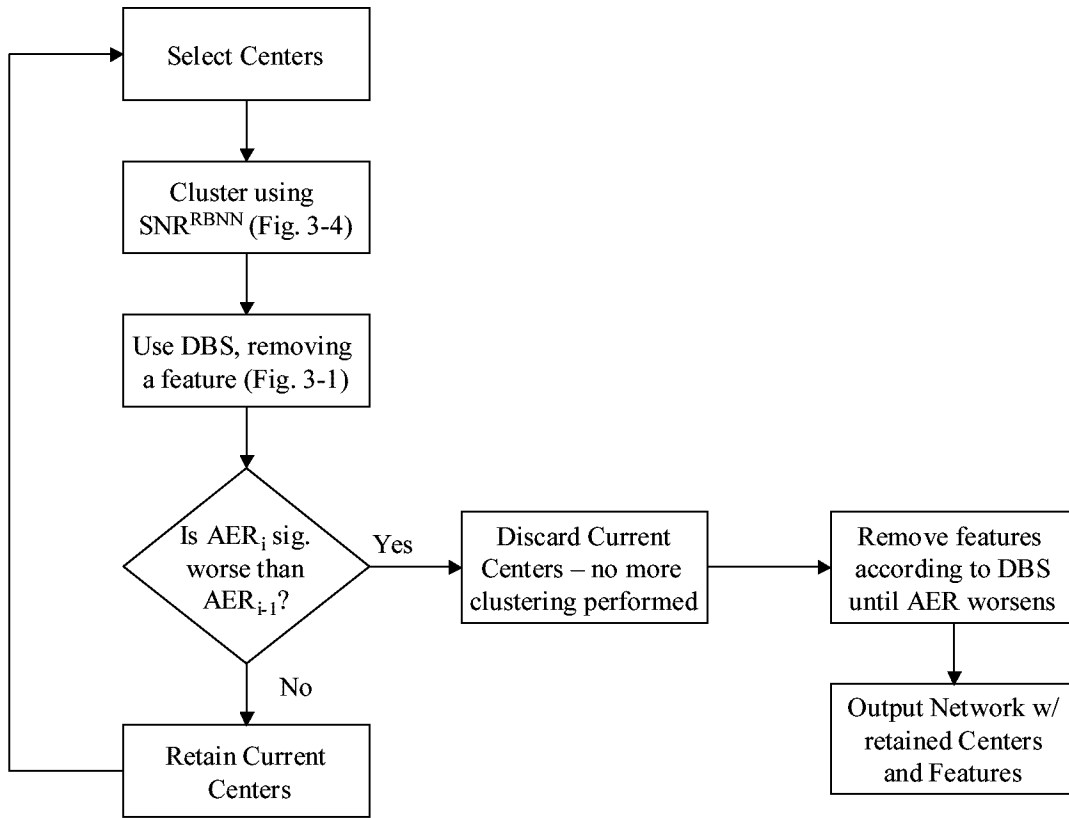 Select Centers
Cluster using
SNR^RBNN (Fig. 3-4)
Use DBS, removing
a feature (Fig. 3-1)
Is AER_i sig.
worse than
AER_i-1?
Yes
Discard Current
Centers – no more
clustering performed
Remove features
according to DBS
until AER worsens
No
Retain Current
Centers
Output Network w/
retained Centers
and Features